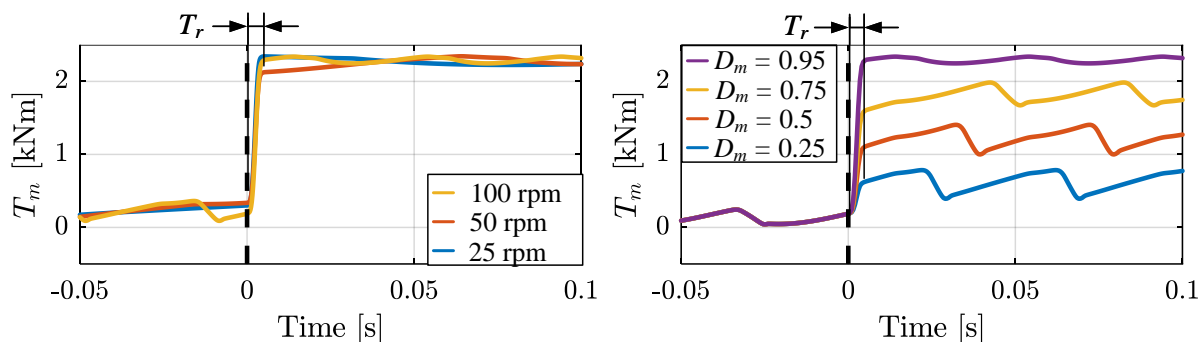 T_r
T_m [kNm]
2
1
0
100 rpm
50 rpm
25 rpm
-0.05 0 0.05 0.1
Time [s]
T_r
T_m [kNm]
2
1
0
D_m = 0.95
D_m = 0.75
D_m = 0.5
D_m = 0.25
-0.05 0 0.05 0.1
Time [s]